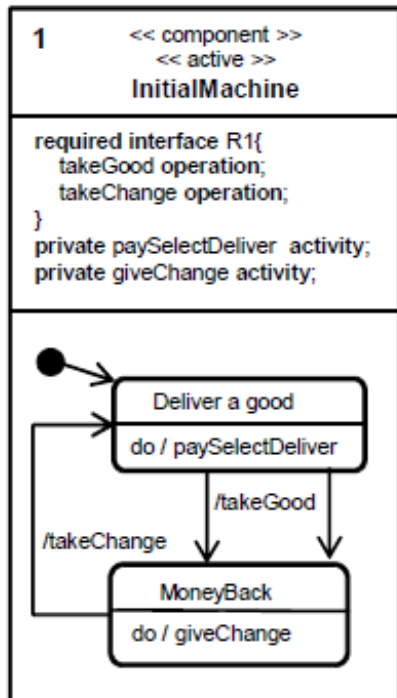 1
<< component >>
<< active >>
InitialMachine
required interface R1{
takeGood operation;
takeChange operation;
}
private paySelectDeliver activity;
private giveChange activity;
Deliver a good
do / paySelectDeliver
/takeGood
/takeChange
MoneyBack
do / giveChange